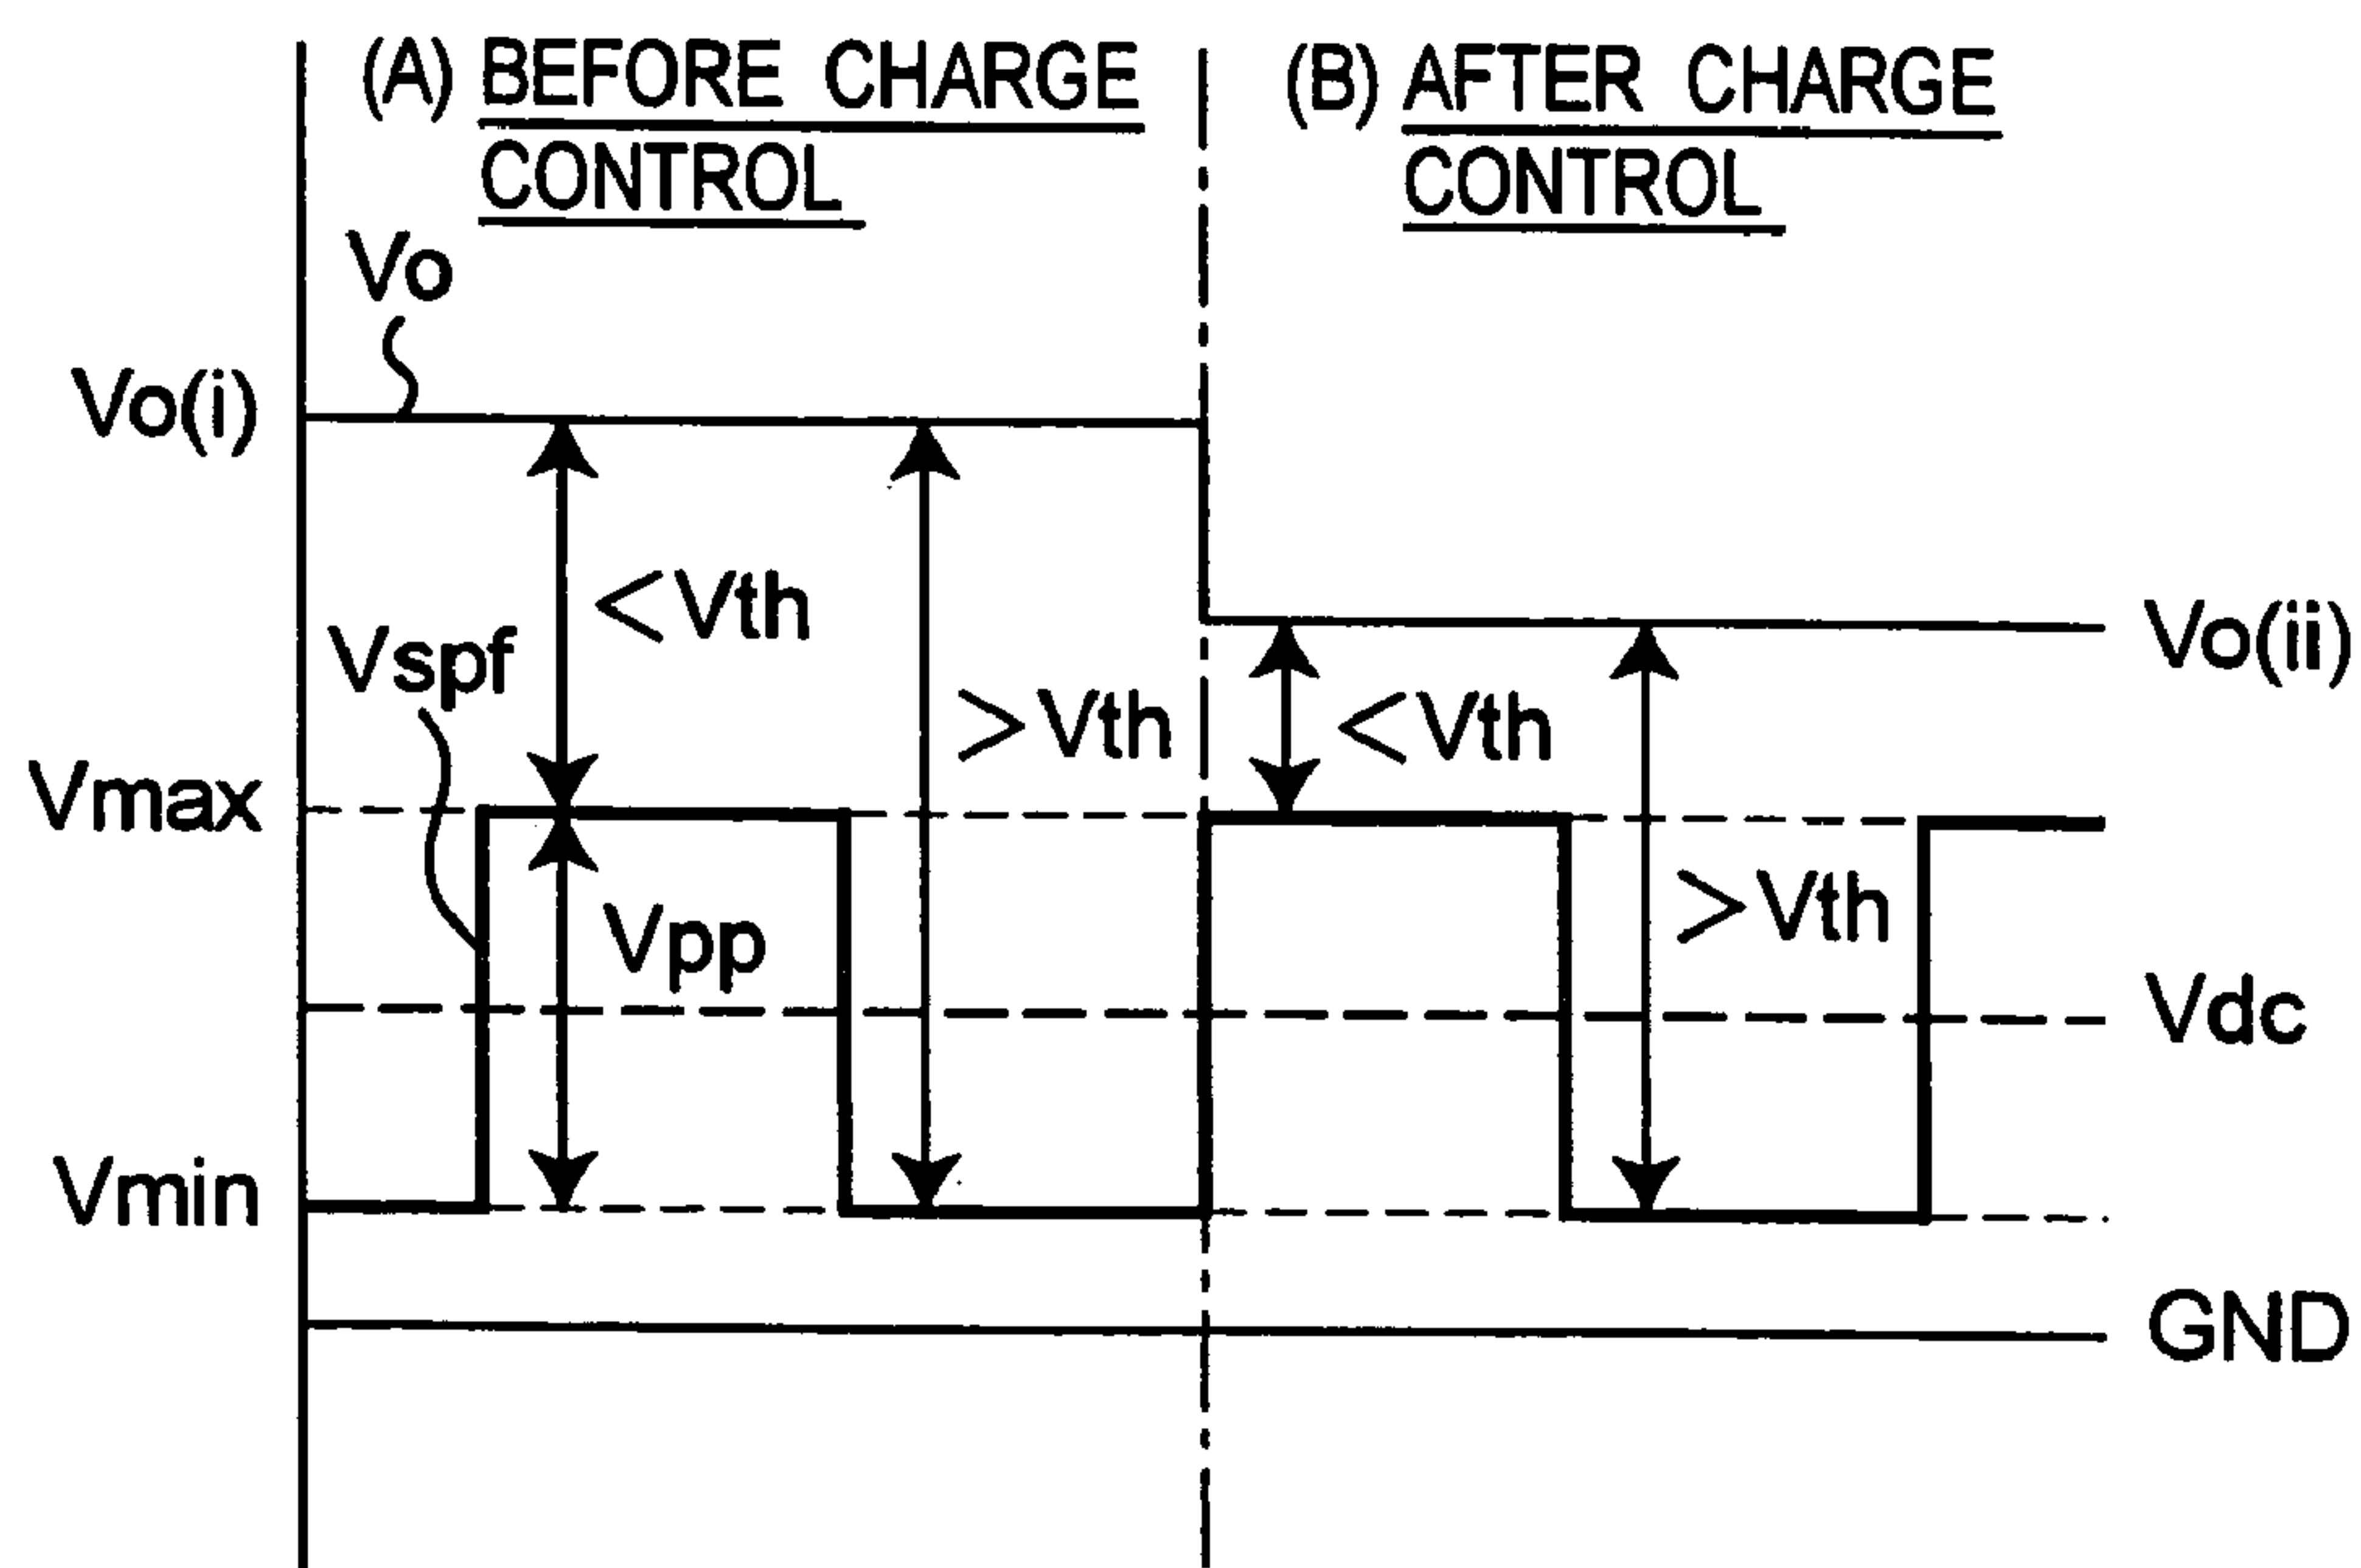 (A) BEFORE CHARGE
CONTROL
(B) AFTER CHARGE
CONTROL
Vo
Vo(i)
<Vth
Vspf
>Vth
Vo(ii)
<Vth
Vmax
Vpp
>Vth
Vdc
Vmin
GND